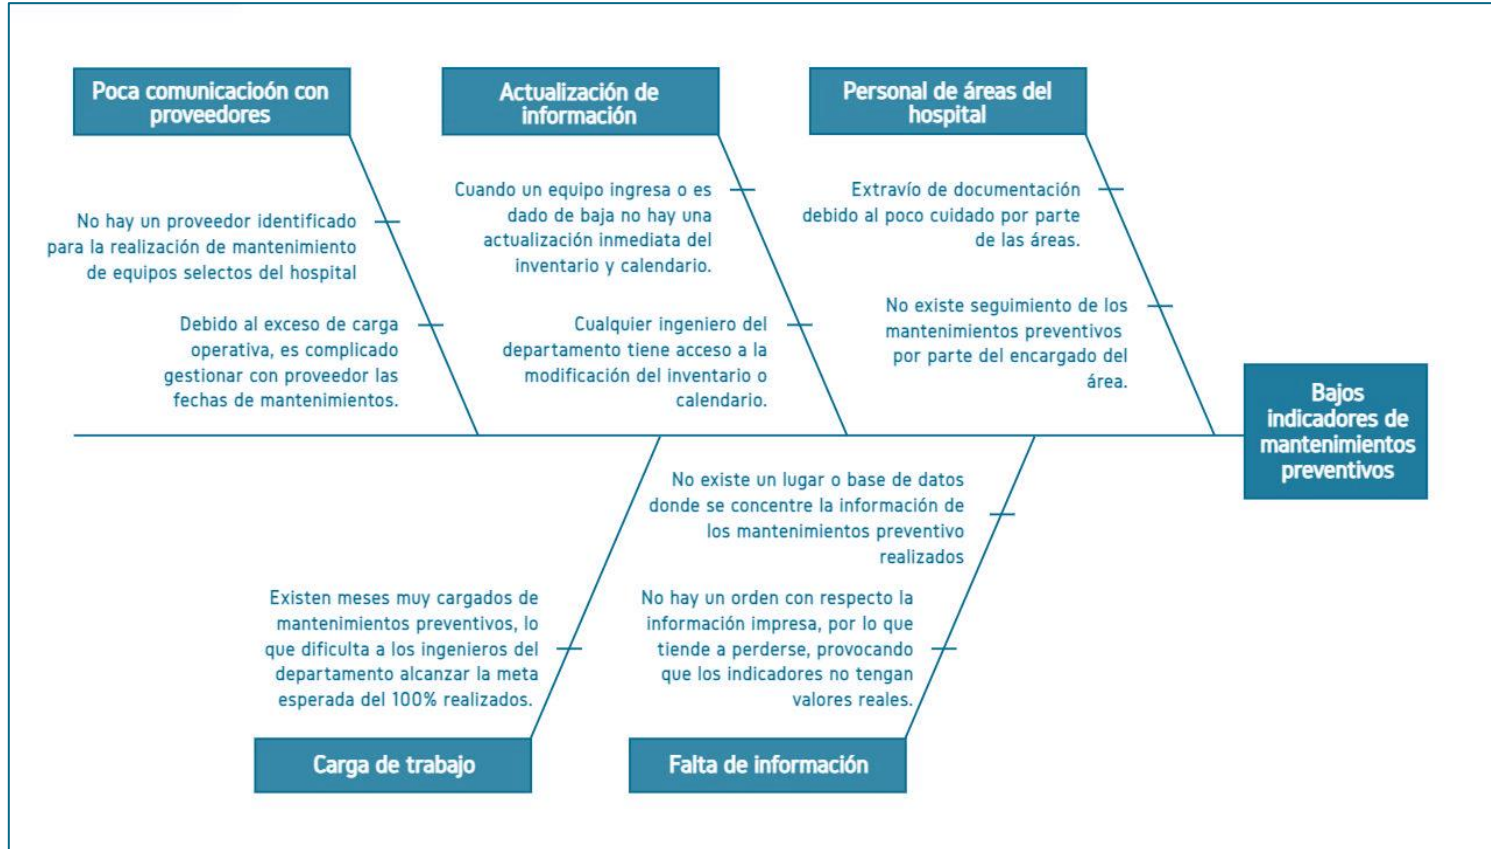 Poca comunicacioón con
proveedores
No hay un proveedor identificado
para la realización de mantenimiento
de equipos selectos del hospital
Debido al exceso de carga
operativa, es complicado
gestionar con proveedor las
fechas de mantenimientos.
Actualización de
información
Cuando un equipo ingresa o es
dado de baja no hay una
actualización inmediata del
inventario y calendario.
Cualquier ingeniero del
departamento tiene acceso a la
modificación del inventario o
calendario.
Personal de áreas del
hospital
Extravío de documentación
debido al poco cuidado por parte
de las áreas.
No existe seguimiento de los
mantenimientos preventivos
por parte del encargado del
área.
Bajos
indicadores de
mantenimientos
preventivos
Existen meses muy cargados de
mantenimientos preventivos, lo
que dificulta a los ingenieros del
departamento alcanzar la meta
esperada del 100% realizados.
Carga de trabajo
No existe un lugar o base de datos
donde se concentre la información de
los mantenimientos preventivo
realizados
No hay un orden con respecto la
información impresa, por lo que
tiende a perderse, provocando
que los indicadores no tengan
valores reales.
Falta de información